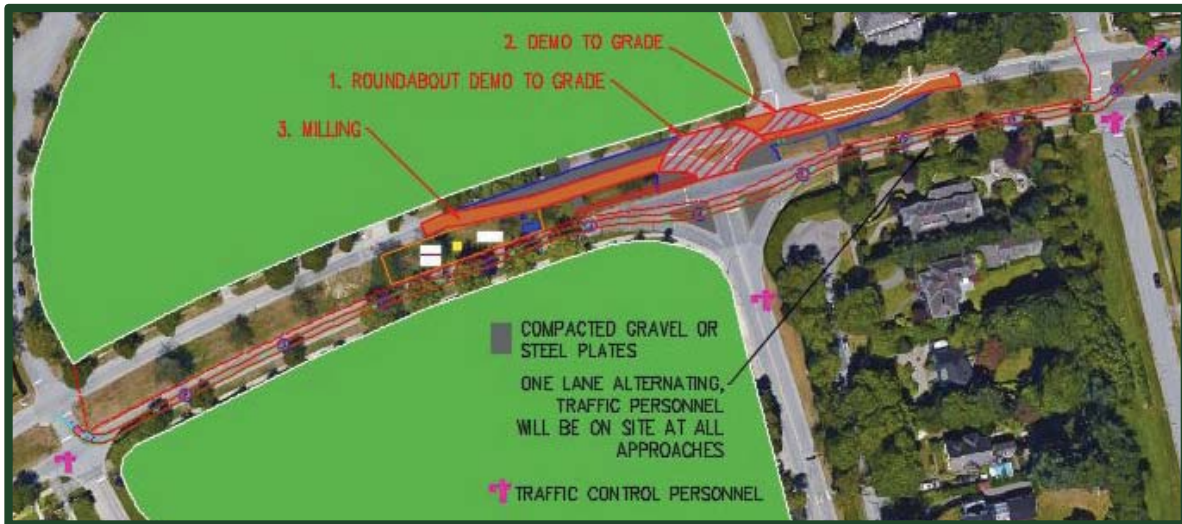 2. DEMO TO GRADE
1. ROUNDABOUT DEMO TO GRADE
3. MILLING
COMPACTED GRAVEL OR
STEEL PLATES
ONE LANE ALTERNATING,
TRAFFIC PERSONNEL
WILL BE ON SITE AT ALL
APPROACHES
TRAFFIC CONTROL PERSONNEL